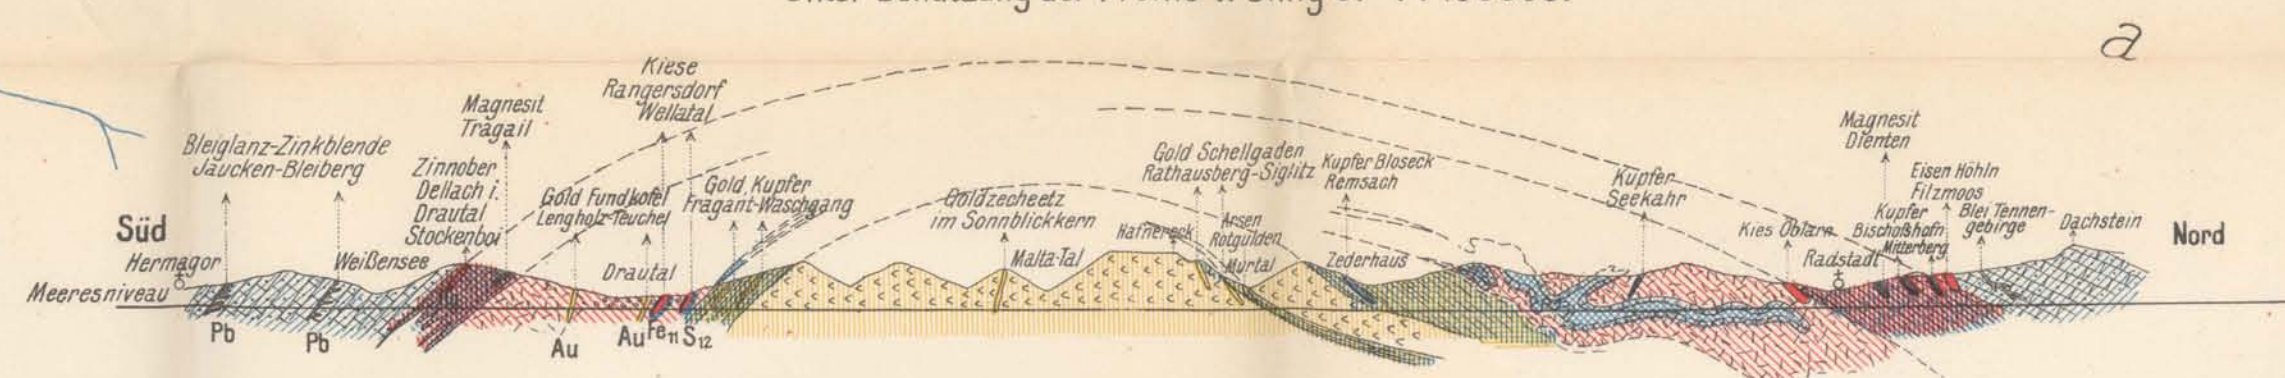 a
Kiese
Rangersdorf
Wellatal
Magnesit
Tragail
Magnesit
Dienten
Bleiglanz-Zinkblende
Jaucken-Bleiberg
Zinnober
Dellach i.
Drautal
Stockenboi
Gold Fundkofel
Lengholz-Teuchel
Gold, Kupfer
Fragant-Waschgang
Goldzecheetz
im Sonnblickkern
Gold Schellgaden
Rathausberg-Siglitz
Kupfer Bloseck
Remsach
Kupfer
Seekahr
Eisen Höhln
Filzmoos
Kupfer
Bischofshofn
Mitterberg
Blei Tennen-
gebirge
Dachstein
Süd
Nord
Hermagor
Weißensee
Drautal
Malta-Tal
Hafnereck
Arsen
Rotgülden
Murtal
Zederhaus
Kies Öblarn
Radstadt
Meeresniveau
S
Hg
Pb
Pb
Au
Au
Fe11
S12